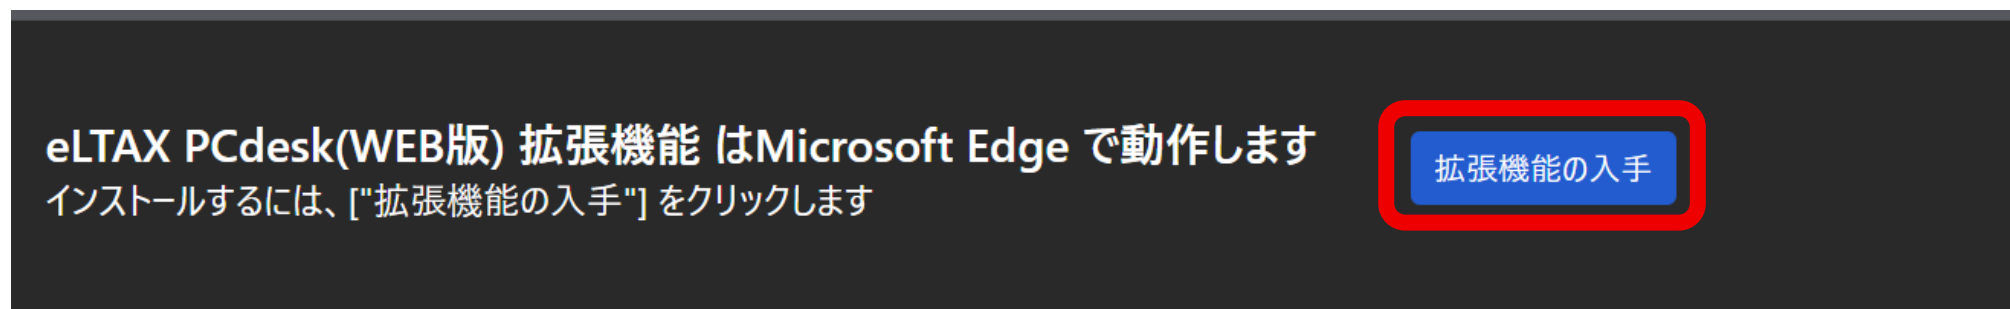 eLTAX PCdesk(WEB版) 拡張機能 はMicrosoft Edge で動作します
拡張機能の入手
インストールするには、["拡張機能の入手"] をクリックします